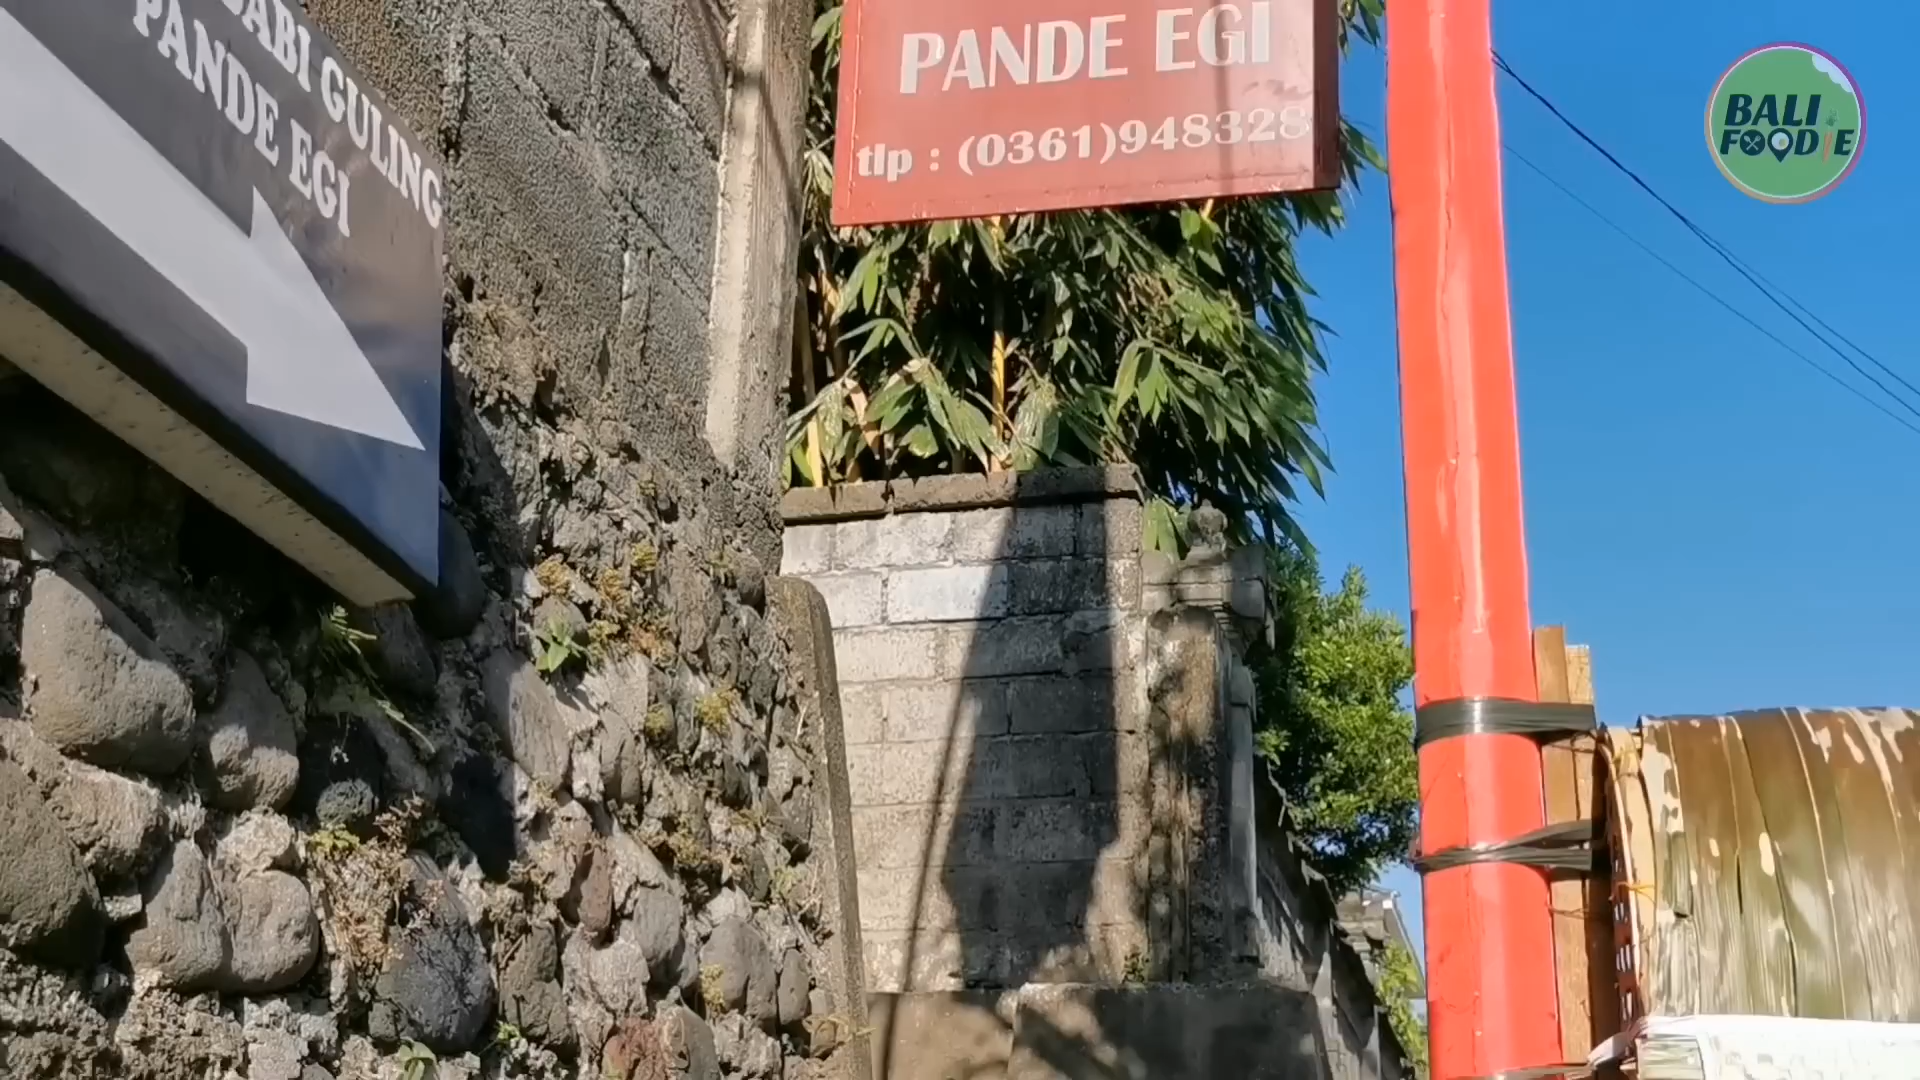 BABI GULING
PANDE EGI
PANDE EGI
tlp : (0361)948328
BALI
FOODIE